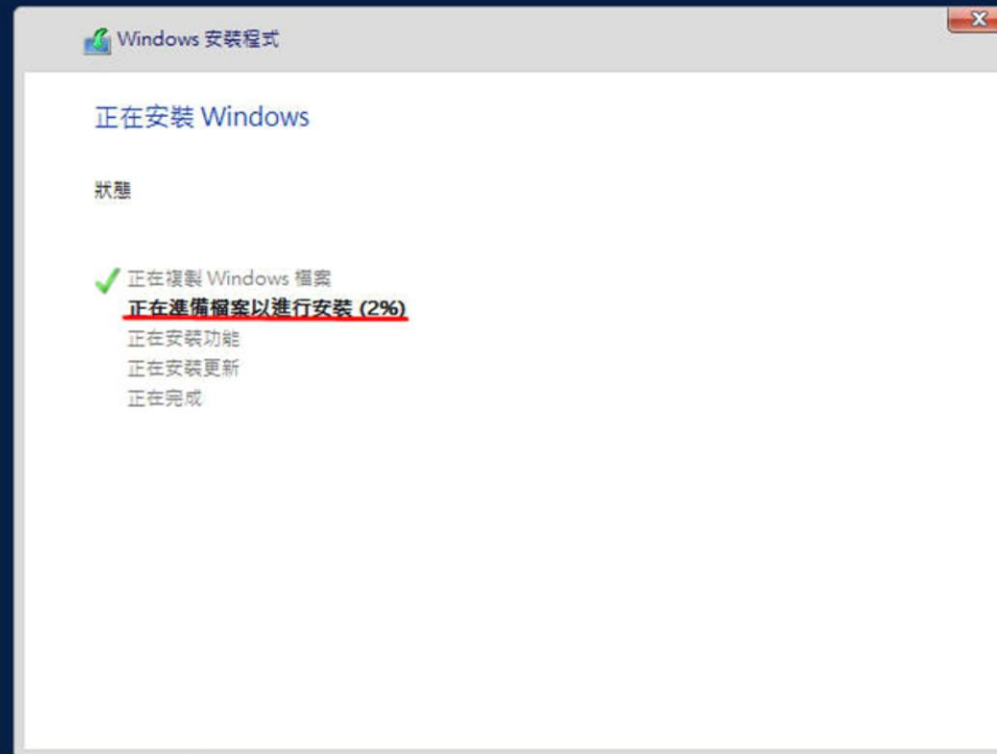 Windows 安裝程式
正在安裝 Windows
狀態
正在複製 Windows 檔案
正在準備檔案以進行安裝 (2%)
正在安裝功能
正在安裝更新
正在完成